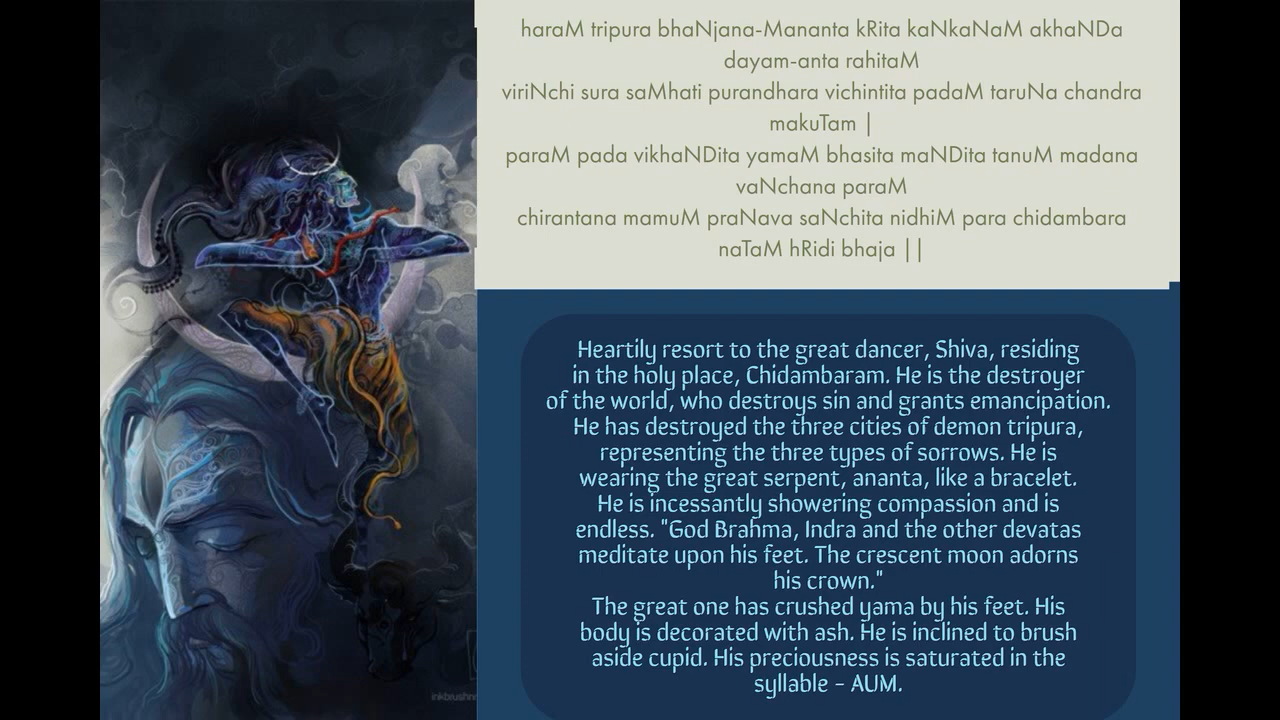 haraM tripura bhaNjana-Mananta kRita kaNkaNaM akhaNDa
dayam-anta rahitaM
viriNchi sura saMhati purandhara vichintita padaM taruNa chandra
makuTam |
paraM pada vikhaNDita yamaM bhasita maNDita tanuM madana
vaNchana paraM
chirantana mamuM praNava saNchita nidhiM para chidambara
naTaM hRidi bhaja ||
Heartily resort to the great dancer, Shiva, residing
in the holy place, Chidambaram. He is the destroyer
of the world, who destroys sin and grants emancipation.
He has destroyed the three cities of demon tripura,
representing the three types of sorrows. He is
wearing the great serpent, ananta, like a bracelet.
He is incessantly showering compassion and is
endless. "God Brahma, Indra and the other devatas
meditate upon his feet. The crescent moon adorns
his crown."
The great one has crushed yama by his feet. His
body is decorated with ash. He is inclined to brush
aside cupid. His preciousness is saturated in the
syllable – AUM.